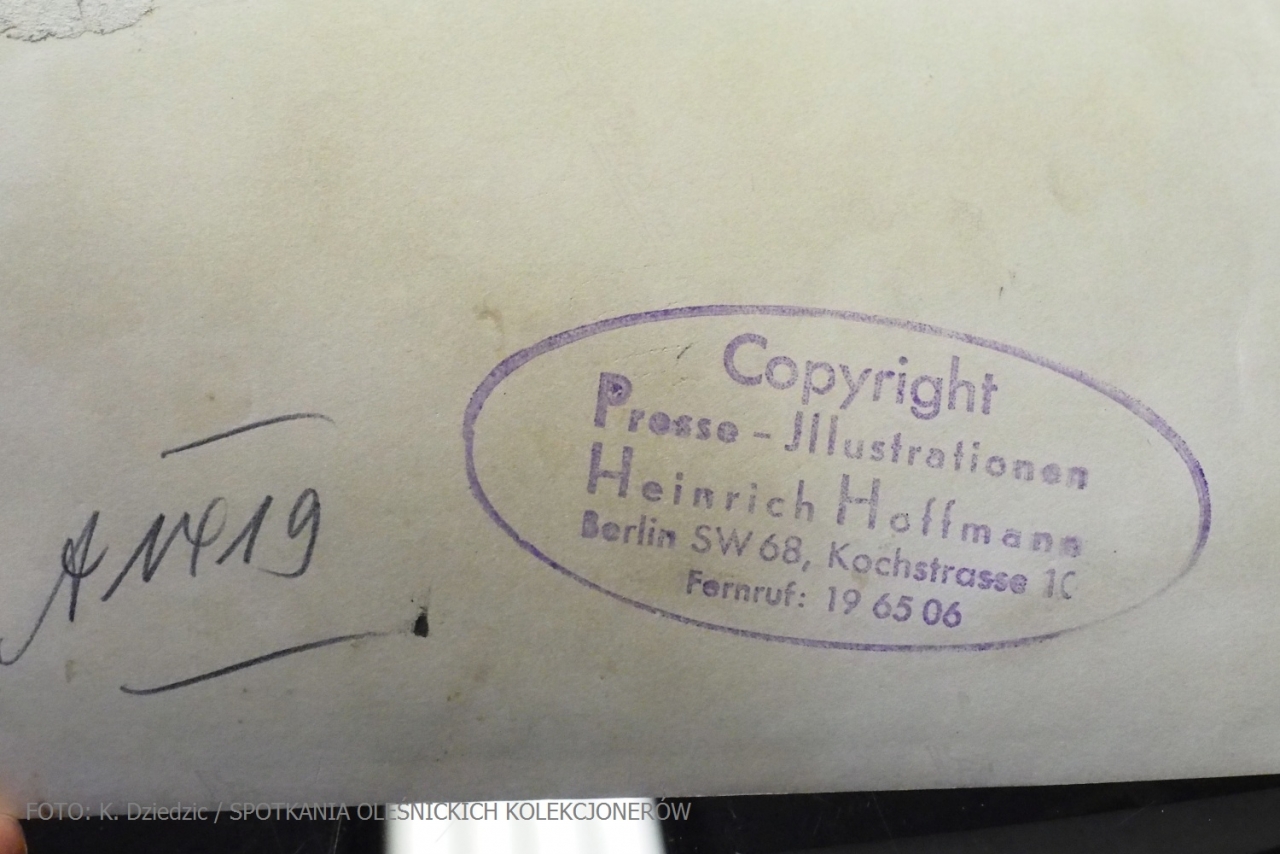 Copyright
Presse-Jllustrationen
Heinrich Hoffmann
Berlin SW 68, Kochstrasse 10
Fernruf: 19 65 06
FOTO: K. Dziedzic / SPOTKANIA OLEŚNICKICH KOLEKCJONERÓW